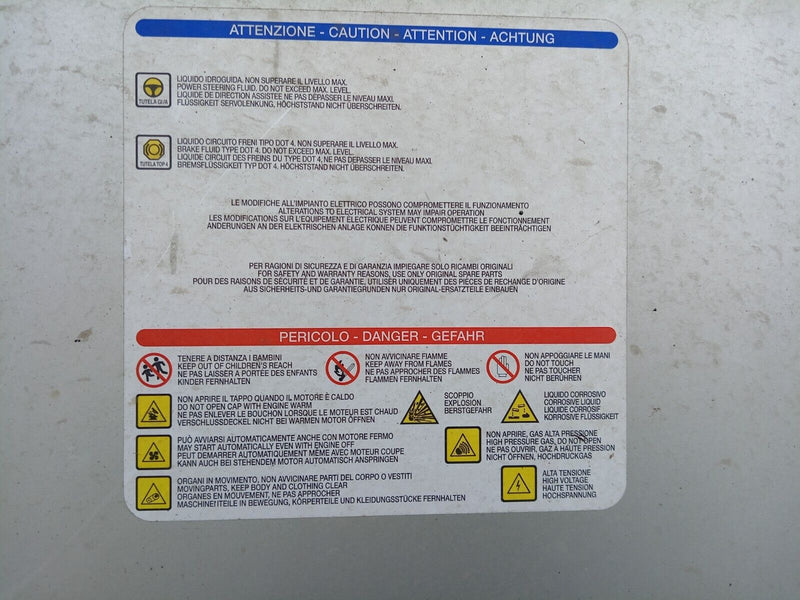 ATTENZIONE - CAUTION - ATTENTION - ACHTUNG
TUTELA GI/A
LIQUIDO IDROGUIDA. NON SUPERARE IL LIVELLO MAX.
POWER STEERING FLUID. DO NOT EXCEED MAX. LEVEL.
LIQUIDE DE DIRECTION ASSISTEE NE PAS DÉPASSER LE NIVEAU MAXI.
FLÜSSIGKEIT SERVOLENKUNG, HÖCHSTSTAND NICHT ÜBERSCHREITEN.
TUTELA TOP 4
LIQUIDO CIRCUITO FRENI TIPO DOT 4. NON SUPERARE IL LIVELLO MAX.
BRAKE FLUID TYPE DOT 4. DO NOT EXCEED MAX. LEVEL.
LIQUIDE CIRCUIT DES FREINS DU TYPE DOT 4, NE PAS DÉPASSER LE NIVEAU MAXI.
BREMSFLÜSSIGKEIT TYP DOT 4. HÖCHSTSTAND NICHT ÜBERSCHREITEN.
LE MODIFICHE ALL'IMPIANTO ELETTRICO POSSONO COMPROMETTERE IL FUNZIONAMENTO
ALTERATIONS TO ELECTRICAL SYSTEM MAY IMPAIR OPERATION
LES MODIFICATIONS SUR L'EQUIPEMENT ÉLECTRIQUE PEUVENT COMPROMETTRE LE FONCTIONNEMENT
ÄNDERUNGEN AN DER ELEKTRISCHEN ANLAGE KÖNNEN DIE FUNKTIONSTÜCHTIGKEIT BEEINTRÄCHTIGEN
PER RAGIONI DI SICUREZZA E DI GARANZIA IMPIEGARE SOLO RICAMBI ORIGINALI
FOR SAFETY AND WARRANTY REASONS, USE ONLY ORIGINAL SPARE PARTS
POUR DES RAISONS DE SÉCURITÉ ET DE GARANTIE, UTILISER UNIQUEMENT DES PIÈCES DE RECHANGE D'ORIGINE
AUS SICHERHEITS-UND GARANTIEGRUNDEN NUR ORIGINAL-ERSATZTEILE EINBAUEN
PERICOLO - DANGER - GEFAHR
TENERE A DISTANZA I BAMBINI
KEEP OUT OF CHILDREN'S REACH
NE PAS LAISSER A PORTÉE DES ENFANTS
KINDER FERNHALTEN
NON AVVICINARE FIAMME
KEEP AWAY FROM FLAMES
NE PAS APPROCHER DES FLAMMES
FLAMMEN FERNHALTEN
NON APPOGGIARE LE MANI
DO NOT TOUCH
NE PAS TOUCHER
NICHT BERÜHREN
NON APRIRE IL TAPPO QUANDO IL MOTORE È CALDO
DO NOT OPEN CAP WITH ENGINE WARM
NE PAS ENLEVER LE BOUCHON LORSQUE LE MOTEUR EST CHAUD
VERSCHLUSSDECKEL NICHT BEI WARMEN MOTOR ÖFFNEN
SCOPPIO
EXPLOSION
BERSTGEFAHR
LIQUIDO CORROSIVO
CORROSIVE LIQUID
LIQUIDE CORROSIF
KORROSIVE FLÜSSIGKEIT
PUÒ AVVIARSI AUTOMATICAMENTE ANCHE CON MOTORE FERMO
MAY START AUTOMATICALLY EVEN WITH ENGINE OFF
PEUT DEMARRER AUTOMATIQUEMENT MÊME AVEC MOTEUR COUPE
KANN AUCH BEI STEHENDEM MOTOR AUTOMATISCH ANSPRINGEN
NON APRIRE, GAS ALTA PRESSIONE
HIGH PRESSURE GAS, DO NOT OPEN
NE PAS OUVRIR, GAZ À HAUTE PRESSION
NICHT ÖFFNEN, HOCHDRUCKGAS
ORGANI IN MOVIMENTO, NON AVVICINARE PARTI DEL CORPO O VESTITI
MOVINGPARTS, KEEP BODY AND CLOTHING CLEAR
ORGANES EN MOUVEMENT, NE PAS APPROCHER
MASCHINEITEILE IN BEWEGUNG, KÖRPERTEILE UND KLEIDUNGSSTÜCKE FERNHALTEN
ALTA TENSIONE
HIGH VOLTAGE
HAUTE TENSION
HOCHSPANNUNG